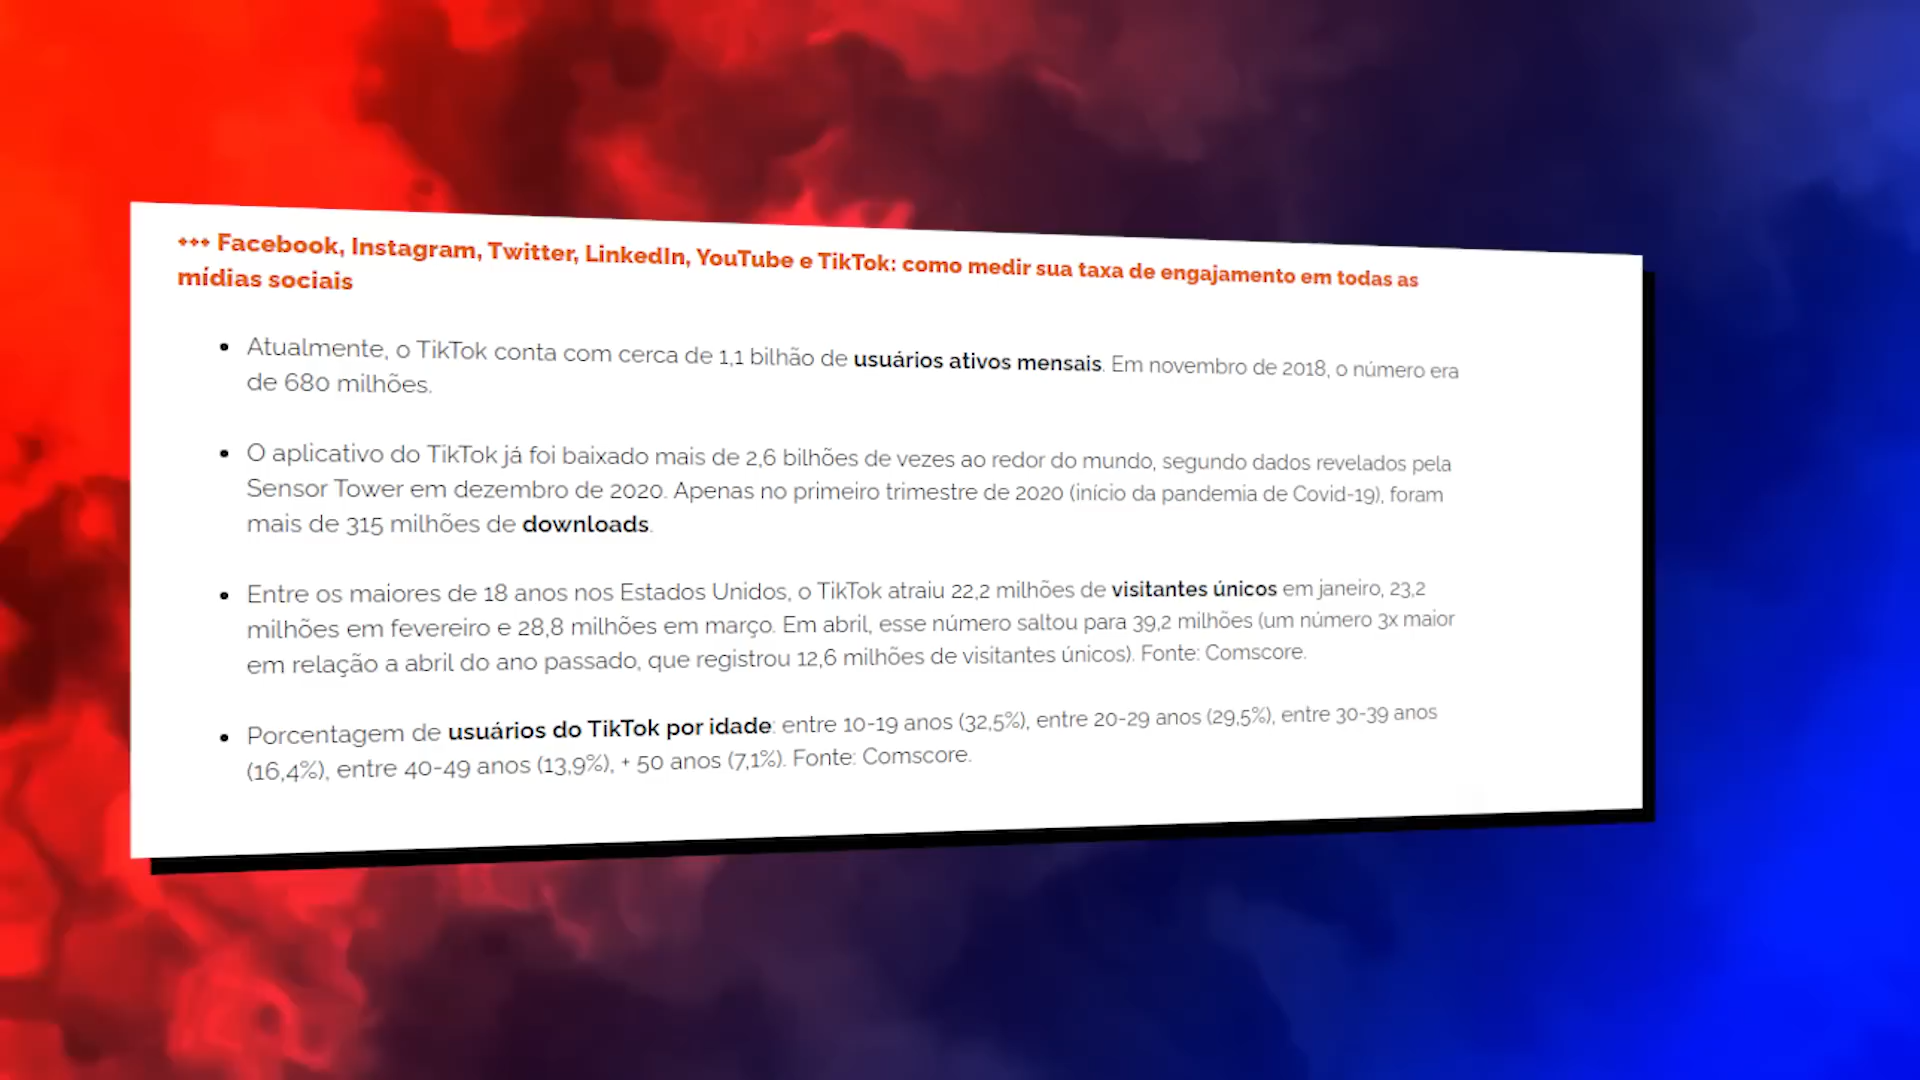 +++ Facebook, Instagram, Twitter, LinkedIn, YouTube e TikTok: como medir sua taxa de engajamento em todas as
mídias sociais
• Atualmente, o TikTok conta com cerca de 1,1 bilhão de usuários ativos mensais. Em novembro de 2018, o número era
de 680 milhões.
• O aplicativo do TikTok já foi baixado mais de 2,6 bilhões de vezes ao redor do mundo, segundo dados revelados pela
Sensor Tower em dezembro de 2020. Apenas no primeiro trimestre de 2020 (início da pandemia de Covid-19), foram
mais de 315 milhões de downloads.
• Entre os maiores de 18 anos nos Estados Unidos, o TikTok atraiu 22,2 milhões de visitantes únicos em janeiro, 23,2
milhões em fevereiro e 28,8 milhões em março. Em abril, esse número saltou para 39,2 milhões (um número 3x maior
em relação a abril do ano passado, que registrou 12,6 milhões de visitantes únicos). Fonte: Comscore.
• Porcentagem de usuários do TikTok por idade: entre 10-19 anos (32,5%), entre 20-29 anos (29,5%), entre 30-39 anos
(16,4%), entre 40-49 anos (13,9%), + 50 anos (7,1%). Fonte: Comscore.